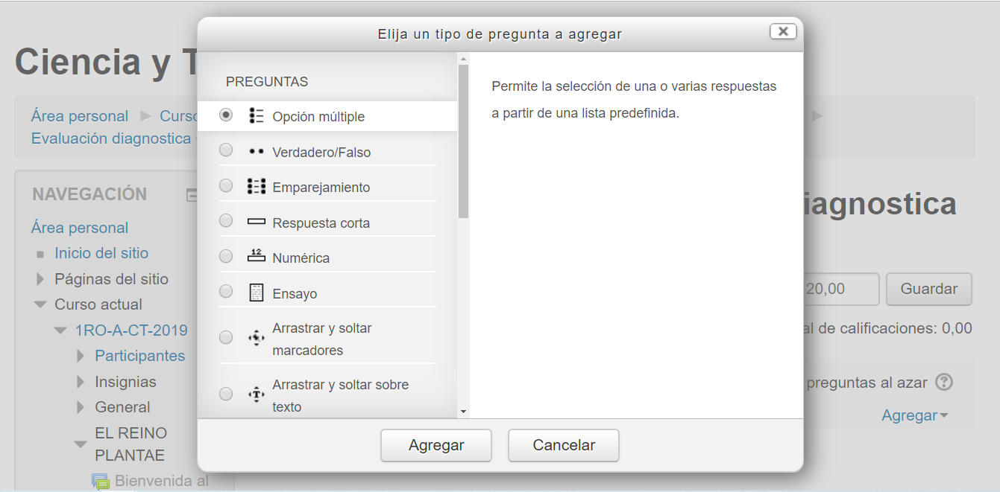 Elija un tipo de pregunta a agregar
PREGUNTAS
Opción múltiple
Verdadero/Falso
Emparejamiento
Respuesta corta
12
Numérica
Ensayo
Arrastrar y soltar
marcadores
Arrastrar y soltar sobre
T
texto
Permite la selección de una o varias respuestas
a partir de una lista predefinida.
Agregar
Cancelar
Ciencia y T
Área personal
Curso
Evaluación diagnostica
NAVEGACIÓN
Área personal
Inicio del sitio
Páginas del sitio
Curso actual
1RO-A-CT-2019
Participantes
Insignias
General
EL REINO
PLANTAE
Bienvenida al
iagnostica
20,00
Guardar
al de calificaciones: 0,00
preguntas al azar ?
Agregar